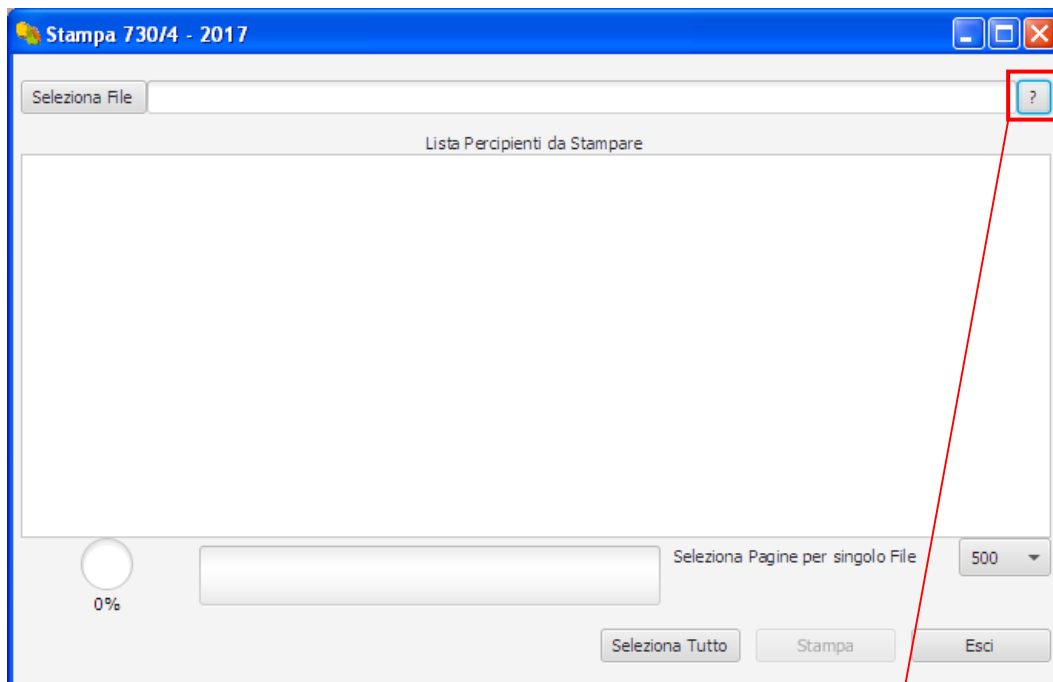 Stampa 730/4 - 2017
Seleziona File
?
Lista Percipienti da Stampare
Seleziona Pagine per singolo File
500
0%
Seleziona Tutto
Stampa
Esci